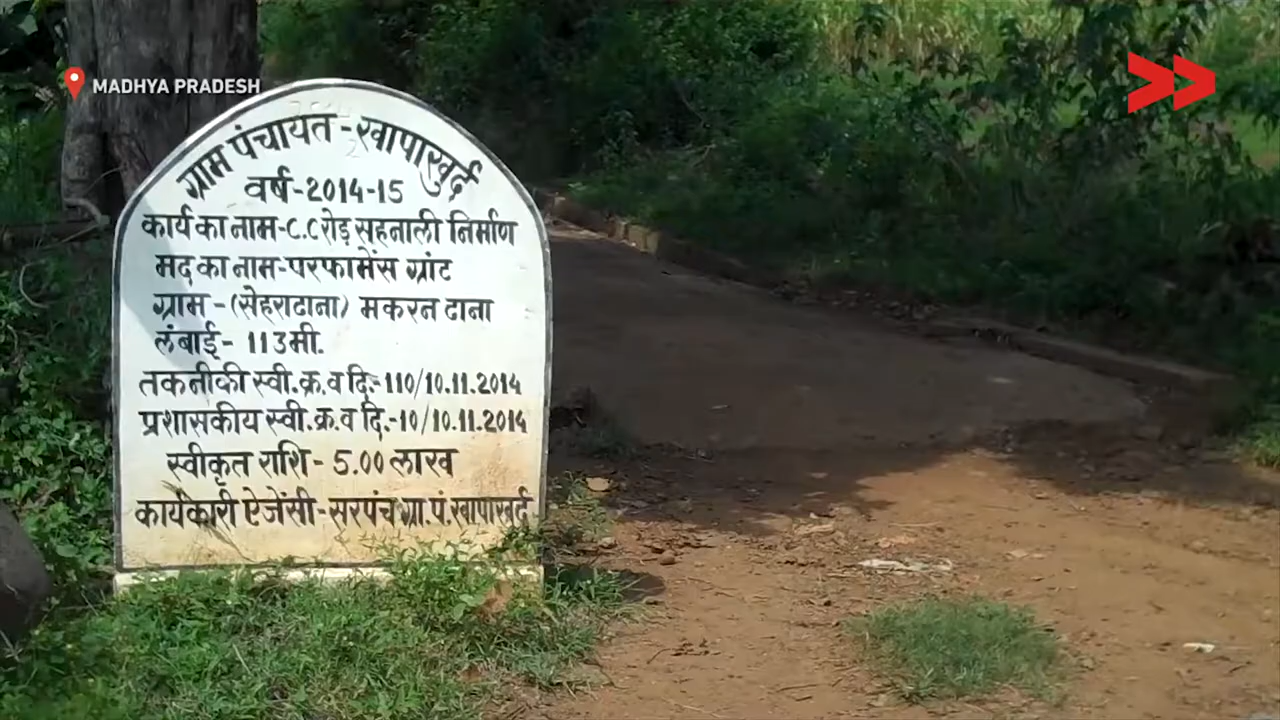 MADHYA PRADESH
ग्राम पंचायत-खापाखुर्द
वर्ष-2014-15
कार्य का नाम-C.C रोड़ सहनाली निर्माण
मद का नाम-परफामेंस ग्रांट
ग्राम-(सेहराढाना) मकरन ढाना
लंबाई- 113मी.
तकनीकी स्वी.क्र.व दि.-110/10.11.2014
प्रशासकीय स्वी.क्र.व दि.-10/10.11.2014
स्वीकृत राशि- 5.00 लाख
कार्यकारी ऐजेंसी-सरपंच ग्रा.पं.खापाखुर्द